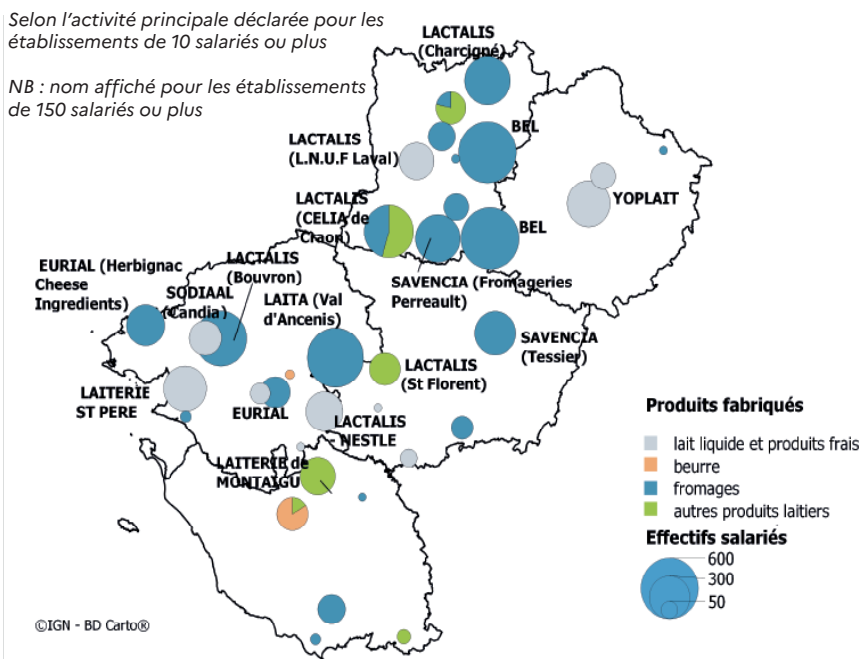 Selon l'activité principale déclarée pour les
établissements de 10 salariés ou plus
NB : nom affiché pour les établissements
de 150 salariés ou plus
LACTALIS
(Charcigné)
BEL
LACTALIS
(L.N.U.F Laval)
YOPLAIT
LACTALIS
(CELIA de
Craon)
BEL
SAVENCIA (Fromageries
Perreault)
LACTALIS
(Bouvron)
EURIAL (Herbignac
Cheese
Ingredients)
SODIAAL
(Candia)
LAITA (Val
d'Ancenis)
SAVENCIA
(Tessier)
LACTALIS
(St Florent)
LAITERIE
ST PERE
EURIAL
LACTALIS
- NESTLE
LAITERIE de
MONTAIGU
Produits fabriqués
lait liquide et produits frais
beurre
fromages
autres produits laitiers
Effectifs salariés
600
300
50
©IGN - BD Carto®